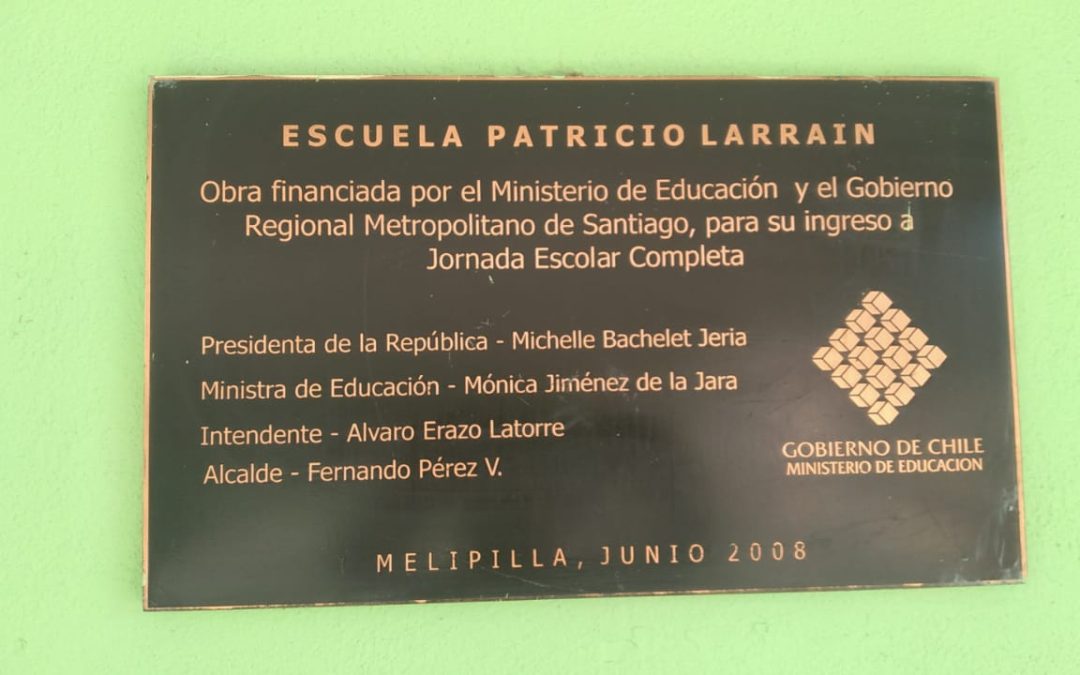 ESCUELA PATRICIO LARRAIN
Obra financiada por el Ministerio de Educación y el Gobierno
Regional Metropolitano de Santiago, para su ingreso a
Jornada Escolar Completa
Presidenta de la República - Michelle Bachelet Jeria
Ministra de Educación - Mónica Jiménez de la Jara
Intendente - Alvaro Erazo Latorre
Alcalde - Fernando Pérez V.
GOBIERNO DE CHILE
MINISTERIO DE EDUCACION
MELIPILLA, JUNIO 2008